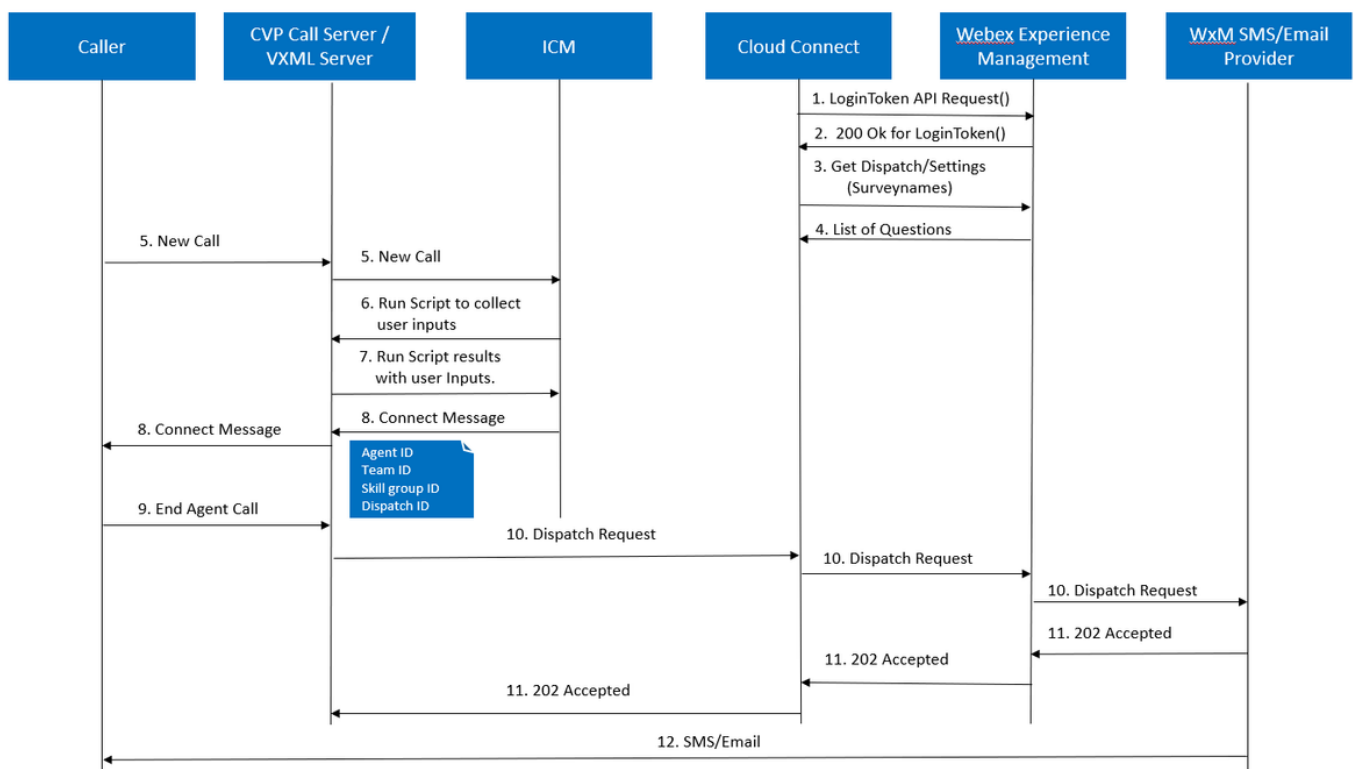 Caller
CVP Call Server /
VXML Server
ICM
Cloud Connect
Webex Experience
Management
WxM SMS/Email
Provider
1. LoginToken API Request()
2. 200 Ok for LoginToken()
3. Get Dispatch/Settings
(Surveynames)
4. List of Questions
5. New Call
5. New Call
6. Run Script to collect
user inputs
7. Run Script results
with user Inputs.
8. Connect Message
8. Connect Message
Agent ID
Team ID
Skill group ID
Dispatch ID
9. End Agent Call
10. Dispatch Request
10. Dispatch Request
10. Dispatch Request
11. 202 Accepted
11. 202 Accepted
11. 202 Accepted
12. SMS/Email